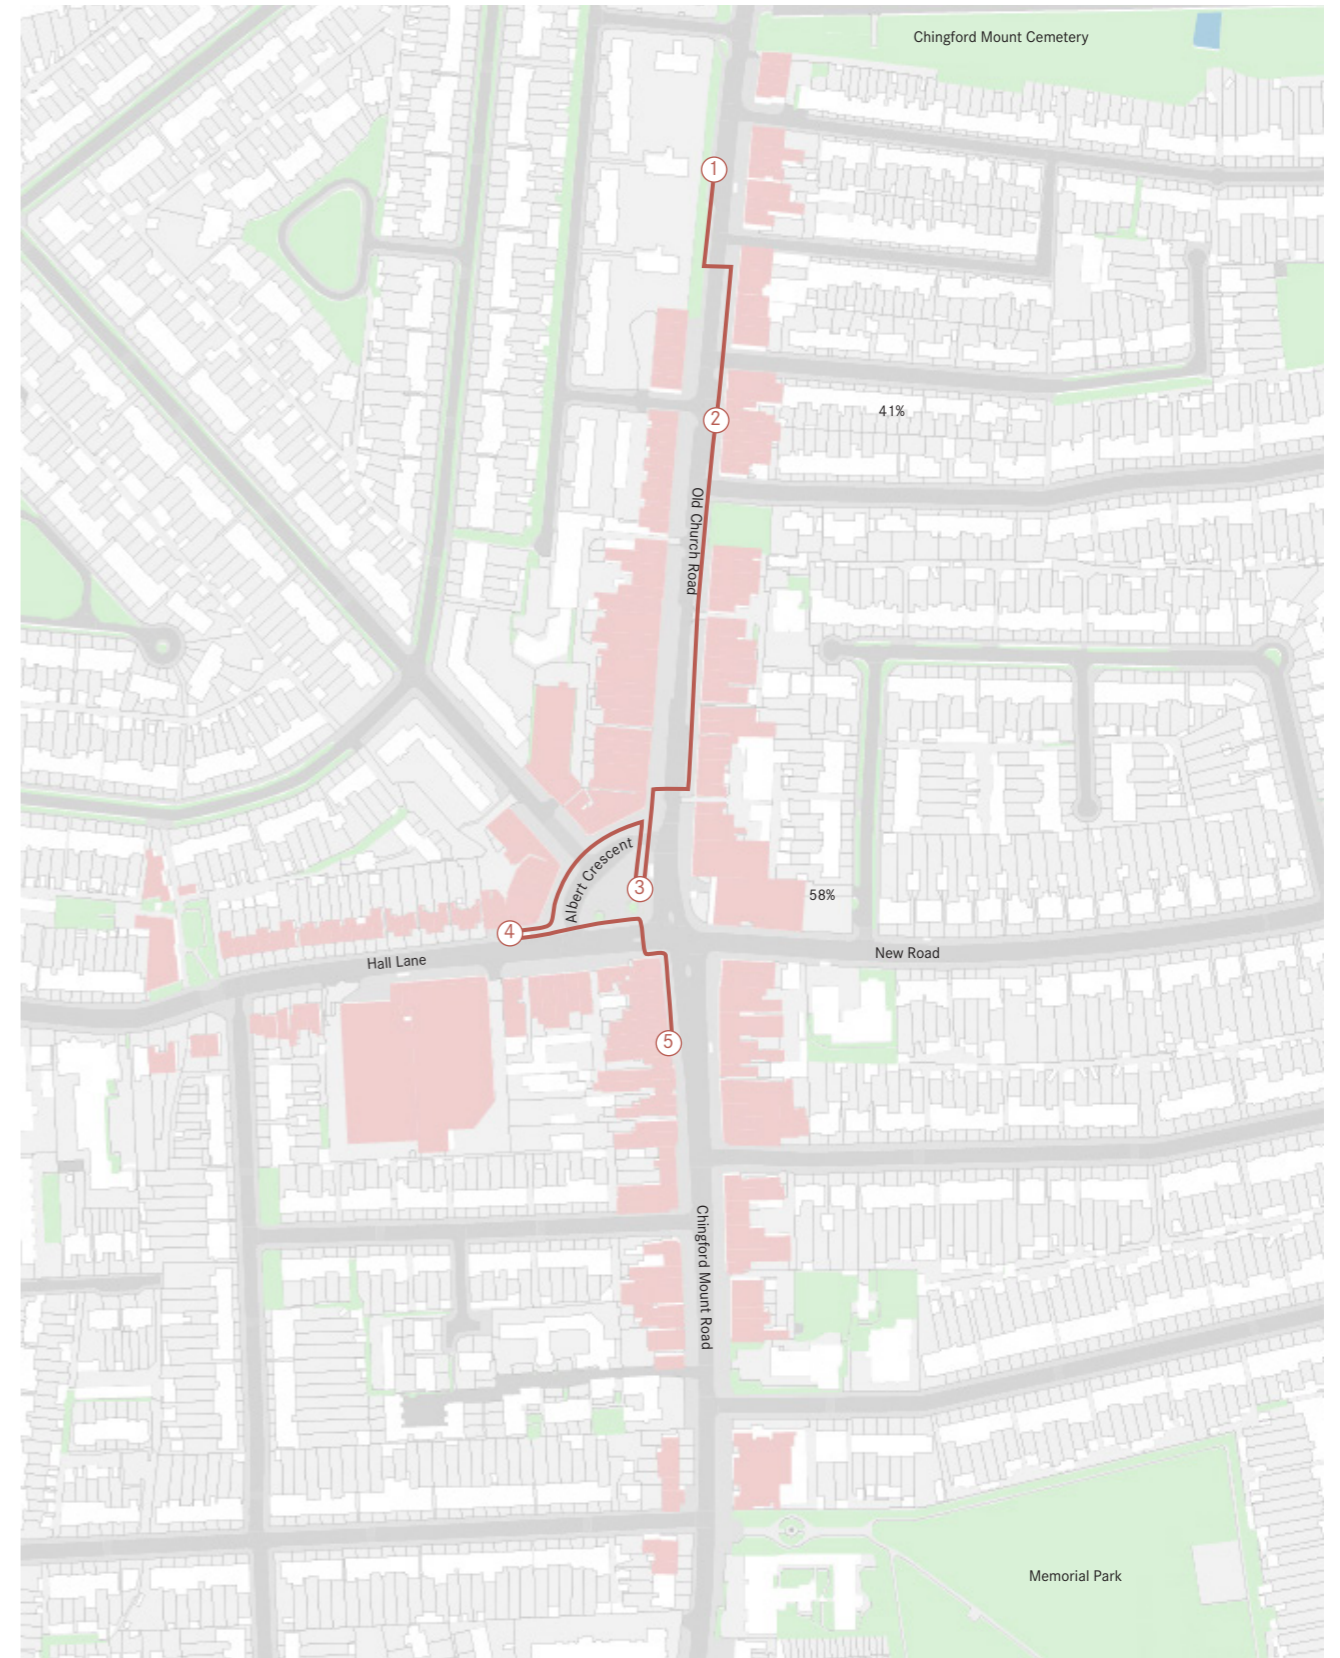 Chingford Mount Cemetery
1
41%
2
Old Church Road
Albert Crescent
3
58%
4
Hall Lane
New Road
5
Chingford Mount Road
Memorial Park